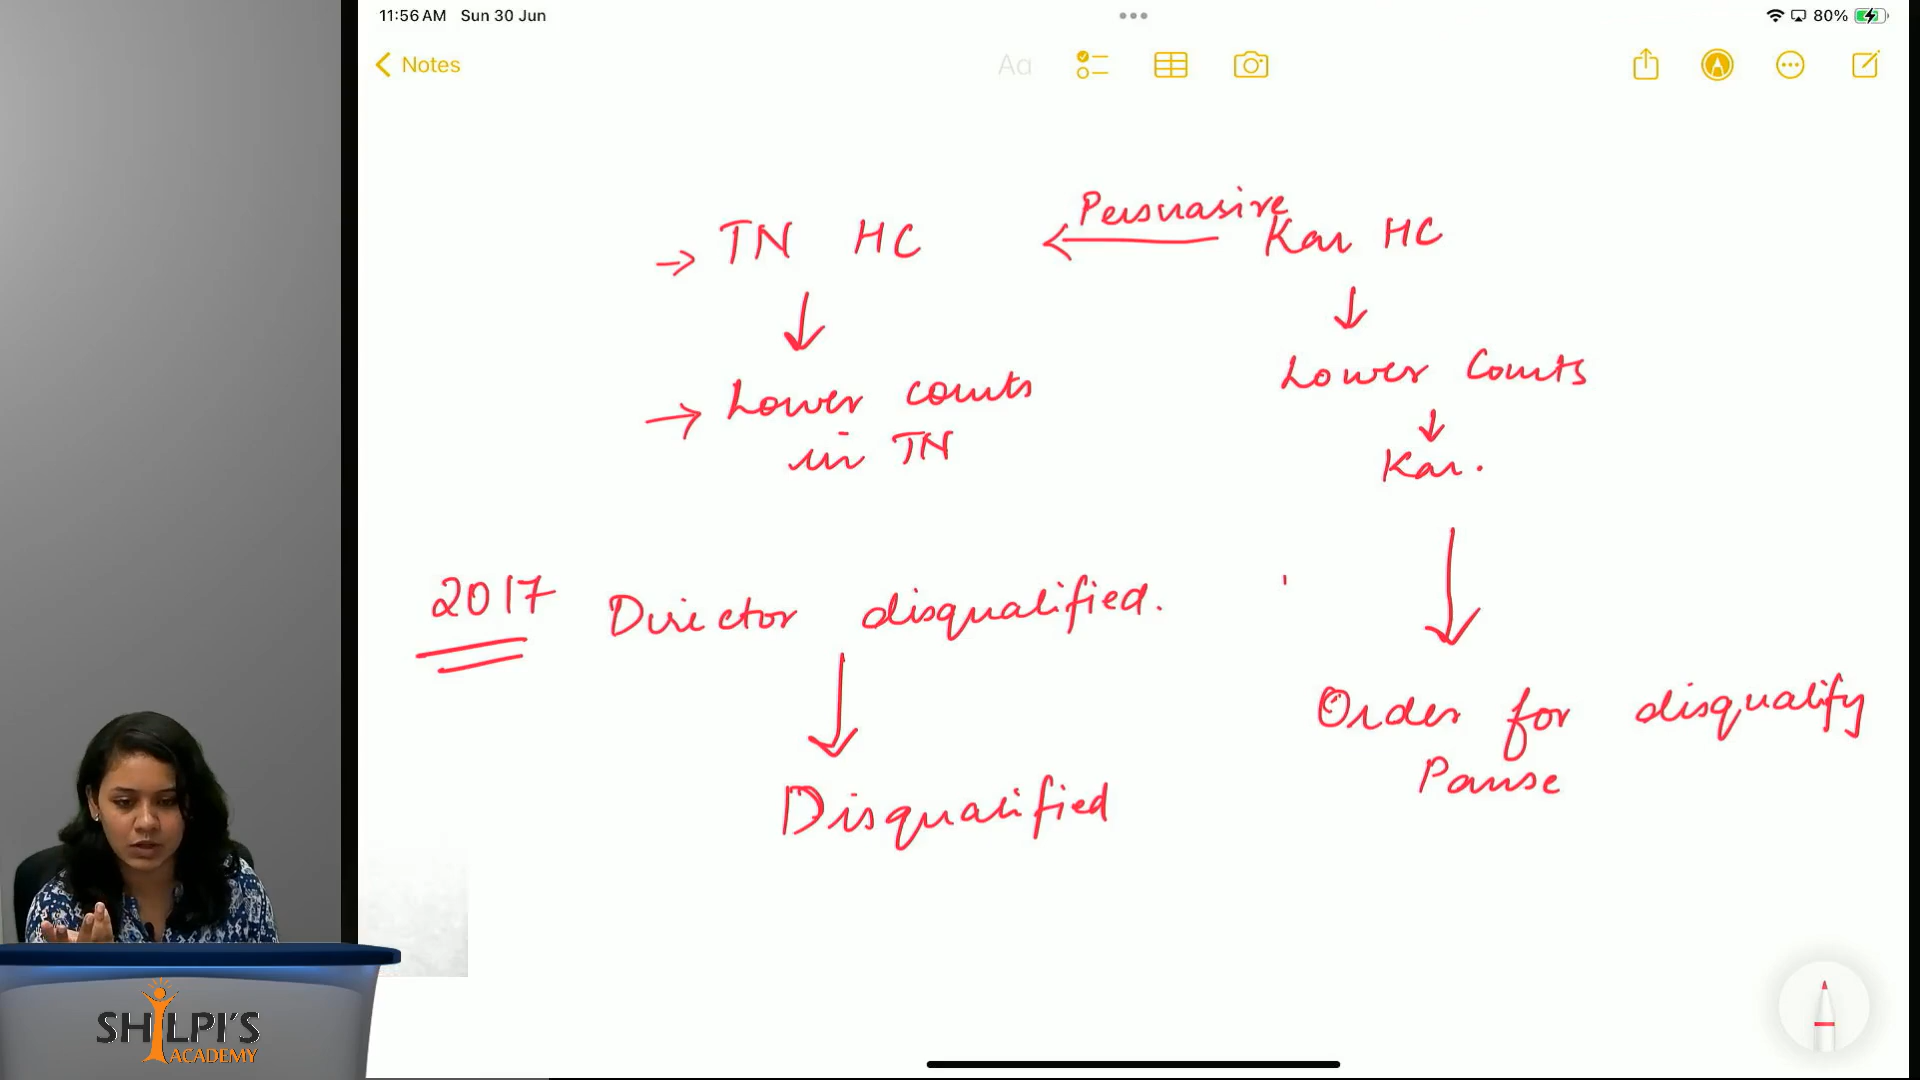 11:56 AM Sun 30 Jun
80%
Notes
Aa
Persuasive
→ TN HC ← Kar HC
↓ ↓
→ Lower courts Lower Courts
in TN ↓
Kar.
↓
2017 Director disqualified.
↓
Disqualified
Order for disqualify
Pause
SHILPI'S
ACADEMY